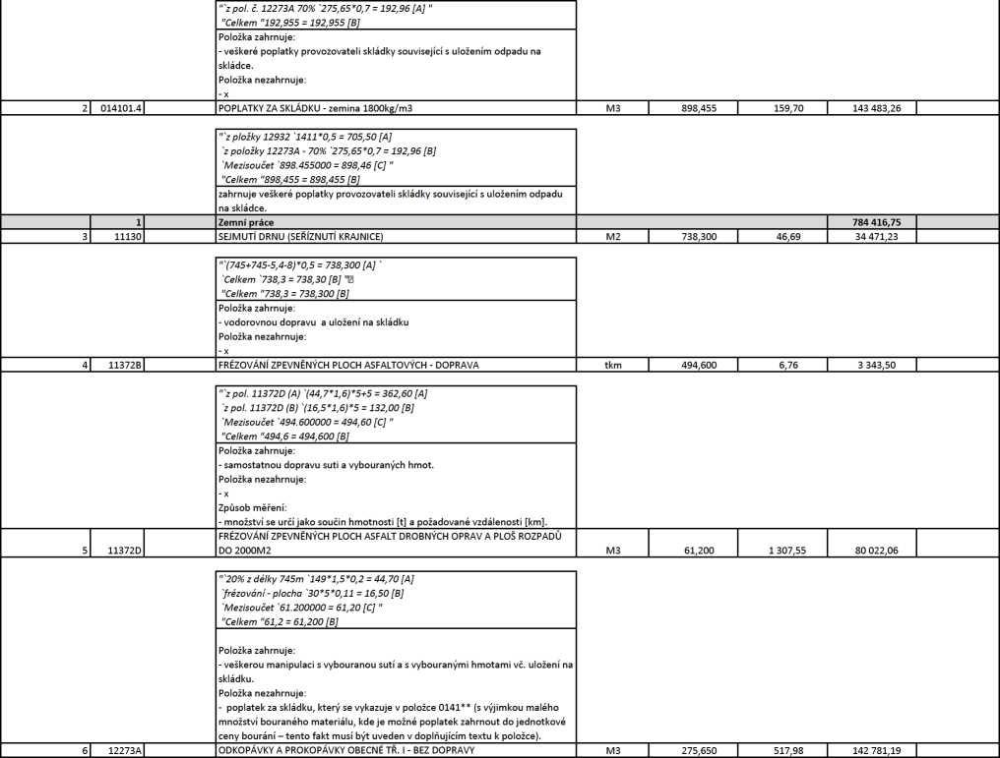 "`z pol. č. 12273A 70% `275,65*0,7 = 192,96 [A] "
"Celkem "192,955 = 192,955 [B]
Položka zahrnuje:
- veškeré poplatky provozovateli skládky související s uložením odpadu na
skládce.
Položka nezahrnuje:
- x
2 014101.4 POPLATKY ZA SKLÁDKU - zemina 1800kg/m3 M3 898,455 159,70 143 483,26
"`z pložky 12932 `1411*0,5 = 705,50 [A]
`z položky 12273A - 70% `275,65*0,7 = 192,96 [B]
`Mezisoučet `898.455000 = 898,46 [C] "
"Celkem "898,455 = 898,455 [B]
zahrnuje veškeré poplatky provozovateli skládky související s uložením odpadu
na skládce.
1 Zemní práce 784 416,75
3 11130 SEJMUTÍ DRNU (SEŘÍZNUTÍ KRAJNICE) M2 738,300 46,69 34 471,23
"`(745+745-5,4-8)*0,5 = 738,300 [A] `
`Celkem `738,3 = 738,30 [B] "
"Celkem "738,3 = 738,300 [B]
Položka zahrnuje:
- vodorovnou dopravu  a uložení na skládku
Položka nezahrnuje:
- x
4 11372B FRÉZOVÁNÍ ZPEVNĚNÝCH PLOCH ASFALTOVÝCH - DOPRAVA tkm 494,600 6,76 3 343,50
"`z pol. 11372D (A) `(44,7*1,6)*5+5 = 362,60 [A]
`z pol. 11372D (B) `(16,5*1,6)*5 = 132,00 [B]
`Mezisoučet `494.600000 = 494,60 [C] "
"Celkem "494,6 = 494,600 [B]
Položka zahrnuje:
- samostatnou dopravu suti a vybouraných hmot.
Položka nezahrnuje:
- x
Způsob měření:
- množství se určí jako součin hmotnosti [t] a požadované vzdálenosti [km].
FRÉZOVÁNÍ ZPEVNĚNÝCH PLOCH ASFALT DROBNÝCH OPRAV A PLOŠ ROZPADŮ
5 11372D DO 2000M2 M3 61,200 1 307,55 80 022,06
"`20% z délky 745m `149*1,5*0,2 = 44,70 [A]
`frézování - plocha `30*5*0,11 = 16,50 [B]
`Mezisoučet `61.200000 = 61,20 [C] "
"Celkem "61,2 = 61,200 [B]
Položka zahrnuje:
- veškerou manipulaci s vybouranou sutí a s vybouranými hmotami vč. uložení na
skládku.
Položka nezahrnuje:
-  poplatek za skládku, který se vykazuje v položce 0141** (s výjimkou malého
množství bouraného materiálu, kde je možné poplatek zahrnout do jednotkové
ceny bourání – tento fakt musí být uveden v doplňujícím textu k položce).
6 12273A ODKOPÁVKY A PROKOPÁVKY OBECNÉ TŘ. I - BEZ DOPRAVY M3 275,650 517,98 142 781,19